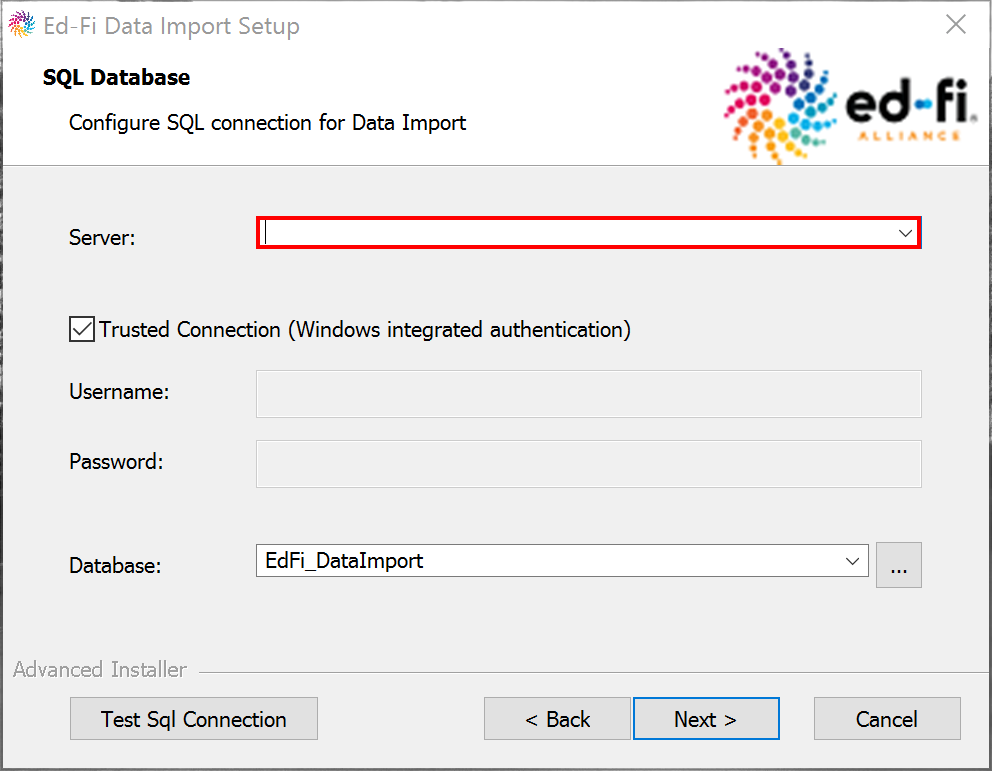 Ed-Fi Data Import Setup
SQL Database
Configure SQL connection for Data Import
ed-fi®
ALLIANCE
Server:
Trusted Connection (Windows integrated authentication)
Username:
Password:
Database: EdFi_DataImport ...
Advanced Installer
Test Sql Connection < Back Next > Cancel